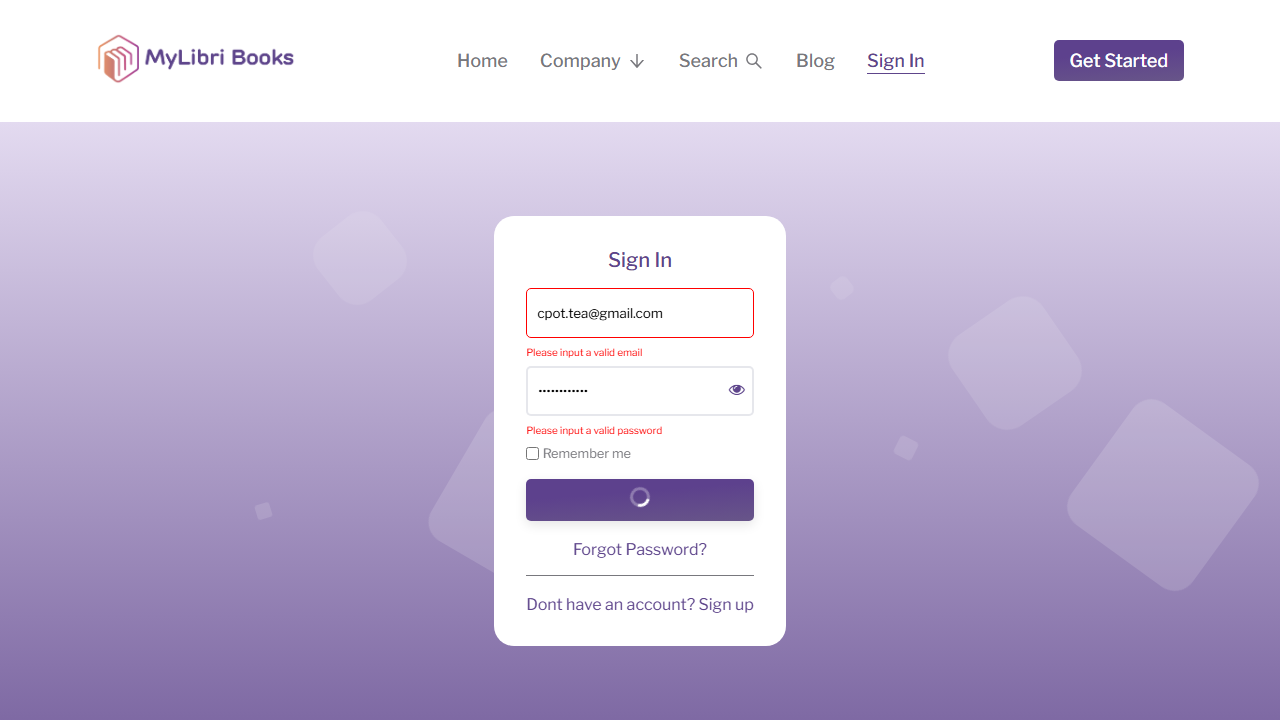 MyLibri Books
Home
Company
Search
Blog
Sign In
Get Started
Sign In
cpot.tea@gmail.com
Please input a valid email
••••••••••••
Please input a valid password
Remember me
Forgot Password?
Dont have an account? Sign up